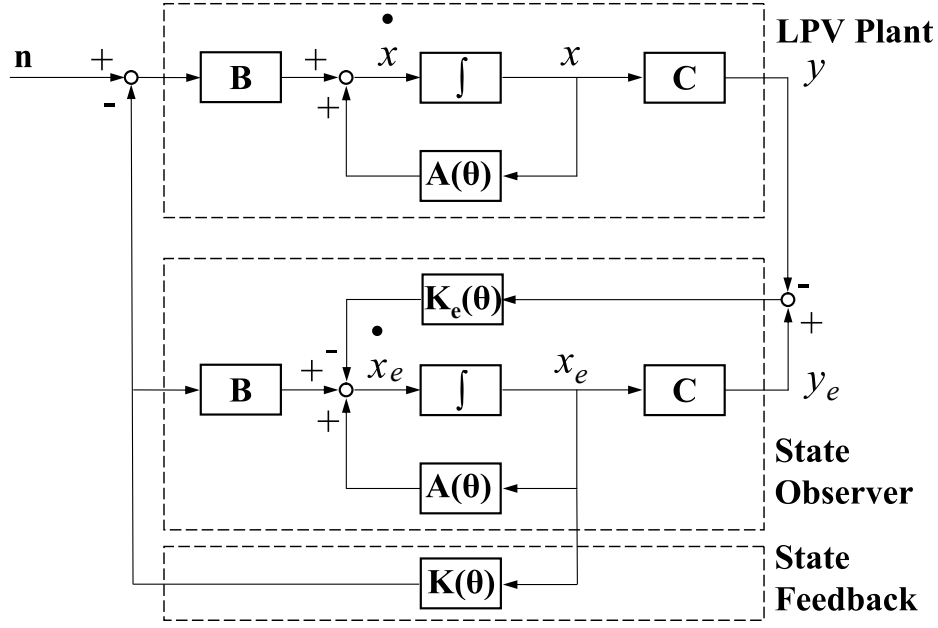 LPV Plant
n
+
-
B
+
+
ẋ
∫
x
C
y
A(θ)
Kₑ(θ)
-
+
B
+
-
+
ẋₑ
∫
xₑ
C
yₑ
A(θ)
State
Observer
K(θ)
State
Feedback